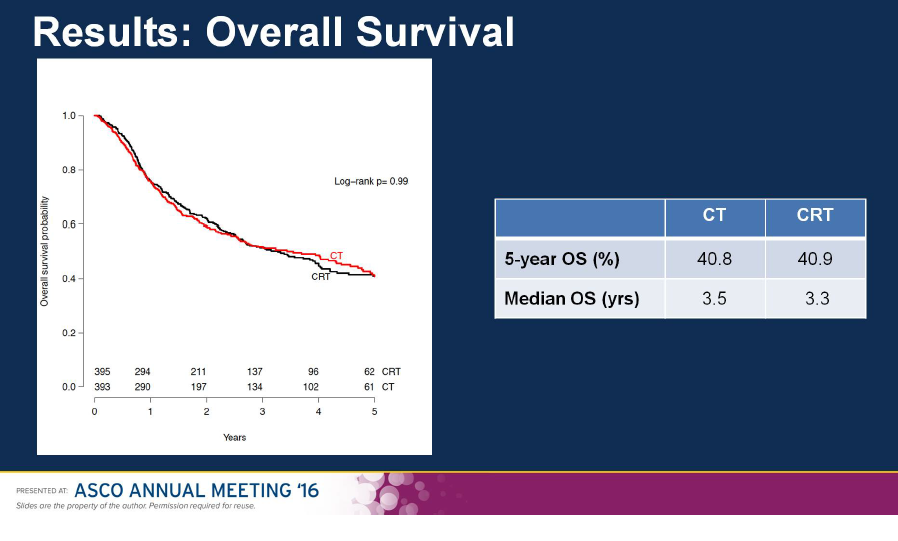 Results: Overall Survival
1.0
0.8
0.6
0.4
0.2
0.0
Overall survival probability
Log–rank p= 0.99
CT
CRT
395 294 211 137 96 62 CRT
393 290 197 134 102 61 CT
0 1 2 3 4 5
Years
CT CRT
5-year OS (%) 40.8 40.9
Median OS (yrs) 3.5 3.3
PRESENTED AT: ASCO ANNUAL MEETING ‘16
Slides are the property of the author. Permission required for reuse.